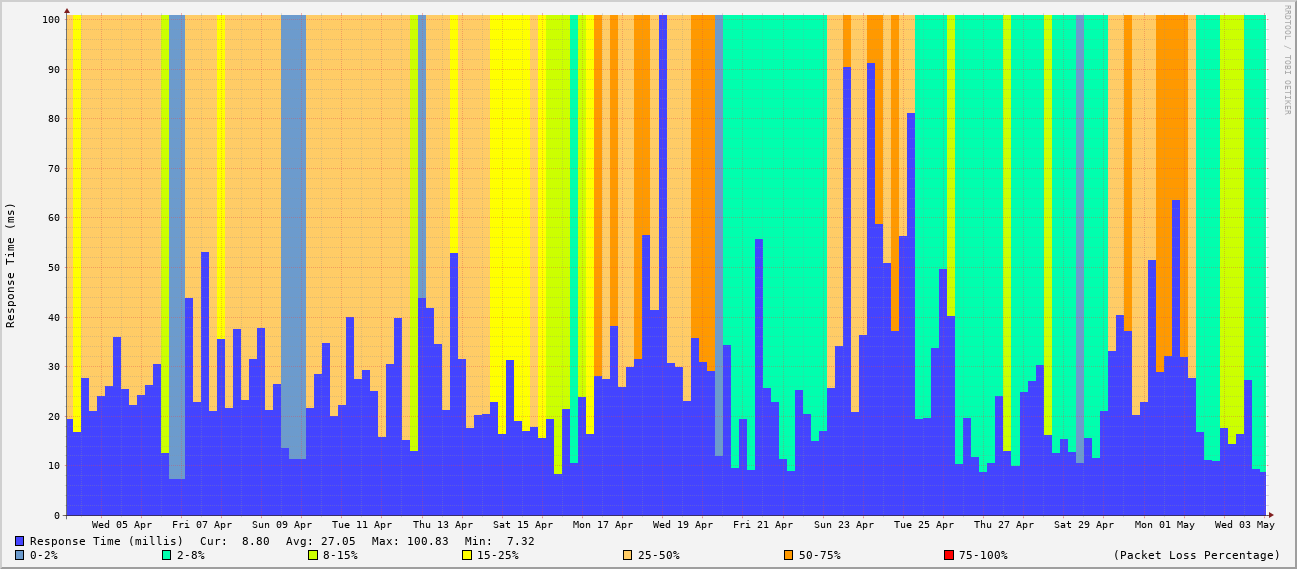 RRDTOOL / TOBI OETIKER
Response Time (ms)
100
90
80
70
60
50
40
30
20
10
0
Wed 05 Apr Fri 07 Apr Sun 09 Apr Tue 11 Apr Thu 13 Apr Sat 15 Apr Mon 17 Apr Wed 19 Apr Fri 21 Apr Sun 23 Apr Tue 25 Apr Thu 27 Apr Sat 29 Apr Mon 01 May Wed 03 May
Response Time (millis) Cur: 8.80 Avg: 27.05 Max: 100.83 Min: 7.32
0-2% 2-8% 8-15% 15-25% 25-50% 50-75% 75-100% (Packet Loss Percentage)